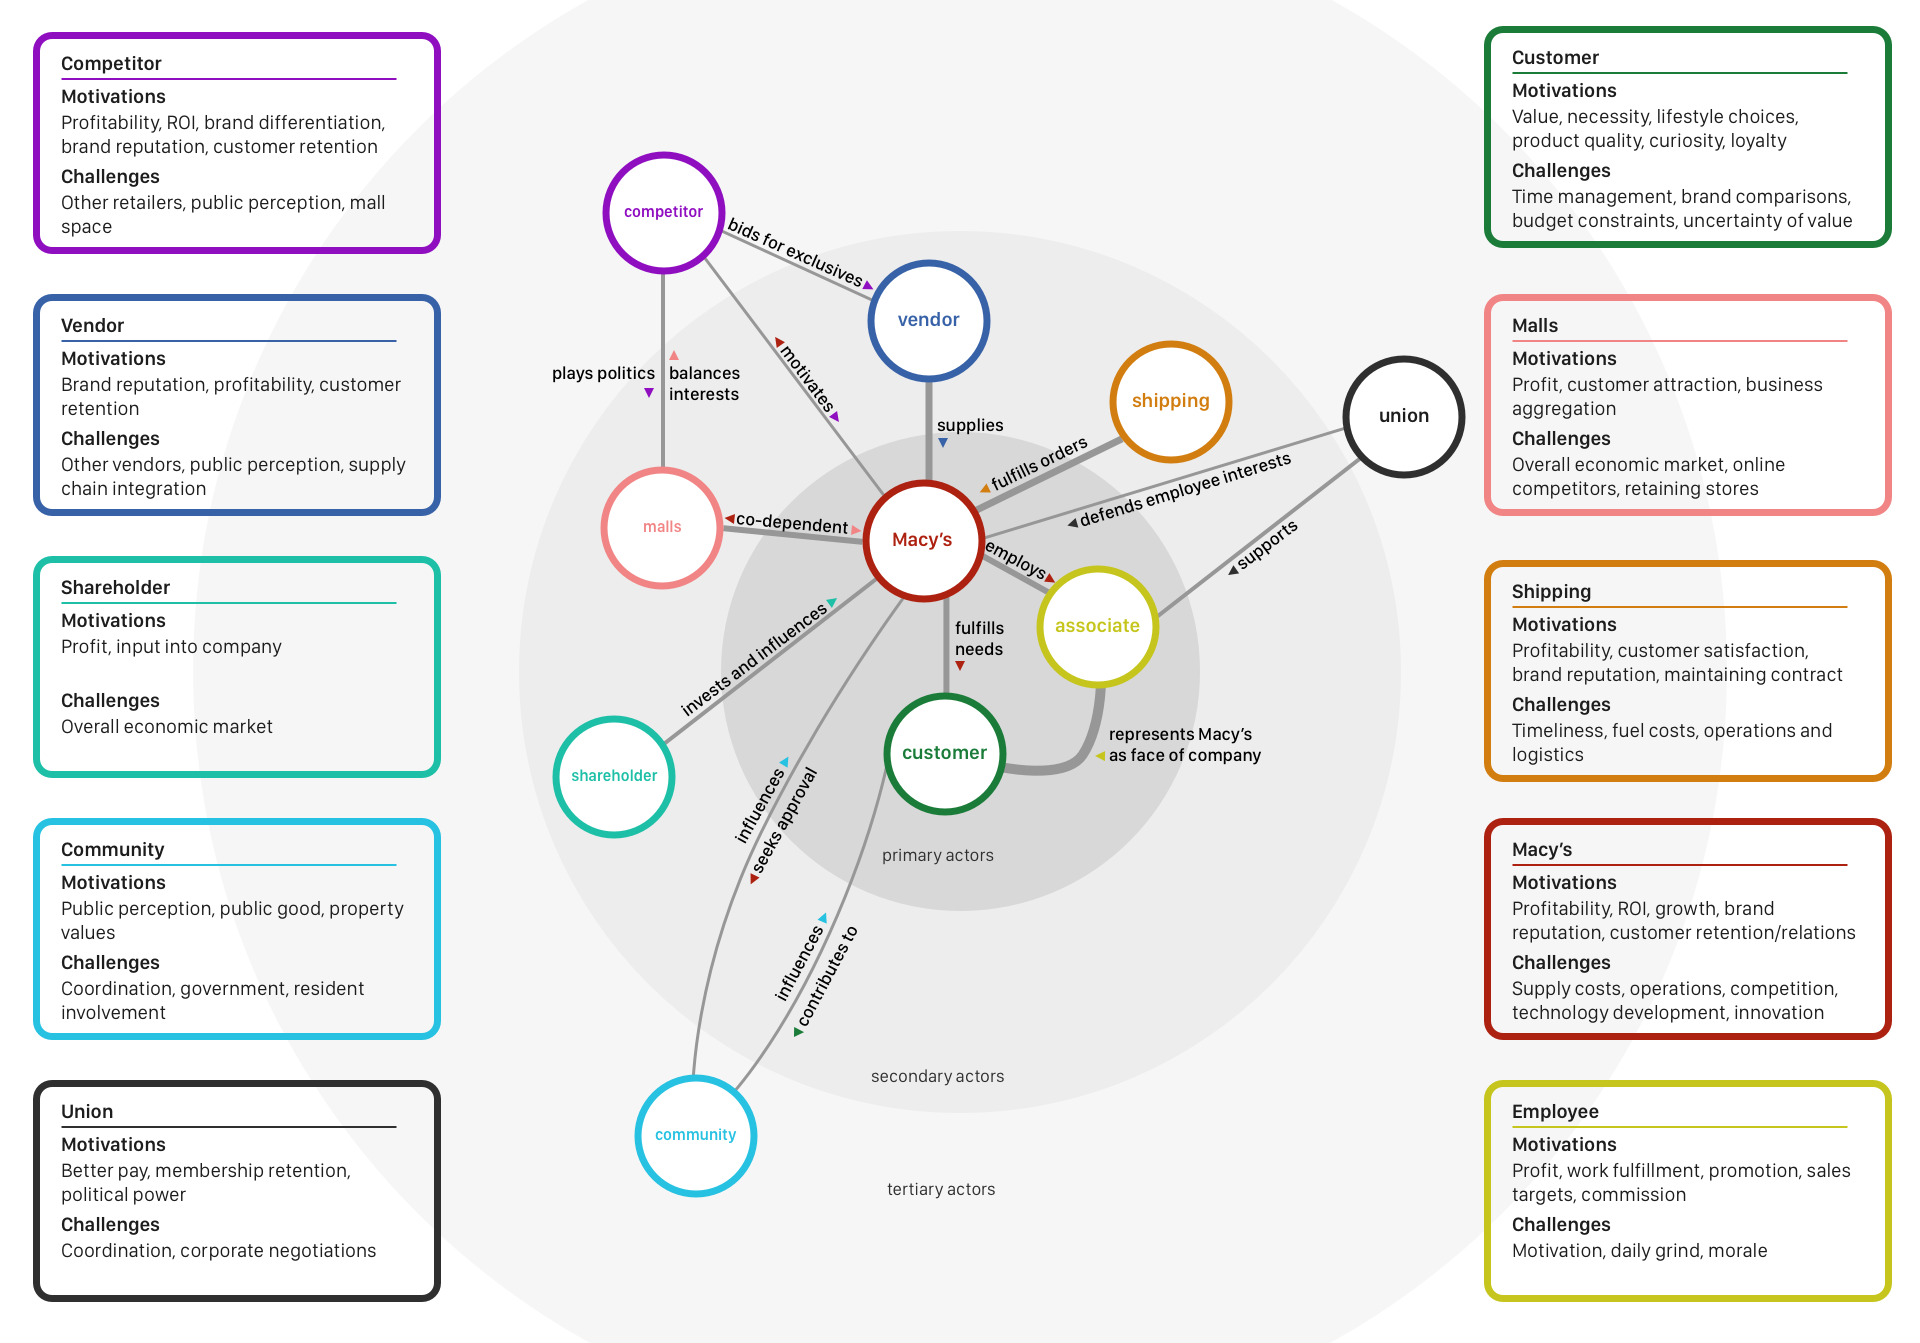 Competitor
Motivations
Profitability, ROI, brand differentiation,
brand reputation, customer retention
Challenges
Other retailers, public perception, mall
space
Vendor
Motivations
Brand reputation, profitability, customer
retention
Challenges
Other vendors, public perception, supply
chain integration
Shareholder
Motivations
Profit, input into company
Challenges
Overall economic market
Community
Motivations
Public perception, public good, property
values
Challenges
Coordination, government, resident
involvement
Union
Motivations
Better pay, membership retention,
political power
Challenges
Coordination, corporate negotiations
competitor
bids for exclusives
vendor
motivates
plays politics
balances
interests
supplies
shipping
union
fulfills orders
defends employee interests
malls
co-dependent
Macy's
employs
supports
associate
invests and influences
fulfills
needs
shareholder
customer
represents Macy's
as face of company
influences
seeks approval
primary actors
influences
contributes to
secondary actors
community
tertiary actors
Customer
Motivations
Value, necessity, lifestyle choices,
product quality, curiosity, loyalty
Challenges
Time management, brand comparisons,
budget constraints, uncertainty of value
Malls
Motivations
Profit, customer attraction, business
aggregation
Challenges
Overall economic market, online
competitors, retaining stores
Shipping
Motivations
Profitability, customer satisfaction,
brand reputation, maintaining contract
Challenges
Timeliness, fuel costs, operations and
logistics
Macy's
Motivations
Profitability, ROI, growth, brand
reputation, customer retention/relations
Challenges
Supply costs, operations, competition,
technology development, innovation
Employee
Motivations
Profit, work fulfillment, promotion, sales
targets, commission
Challenges
Motivation, daily grind, morale